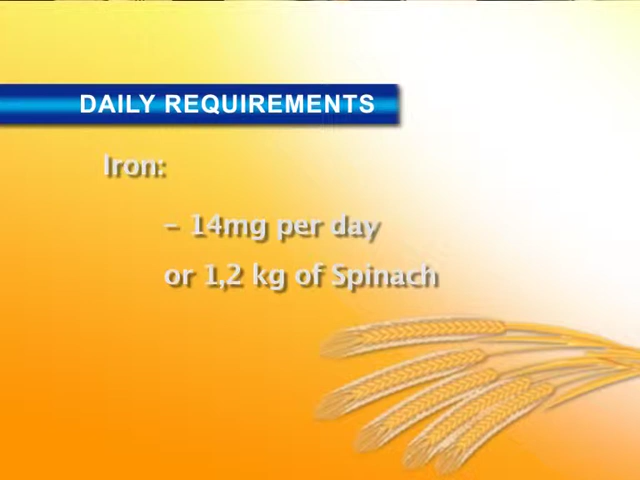 DAILY REQUIREMENTS
Iron:
– 14mg per day
or 1,2 kg of Spinach